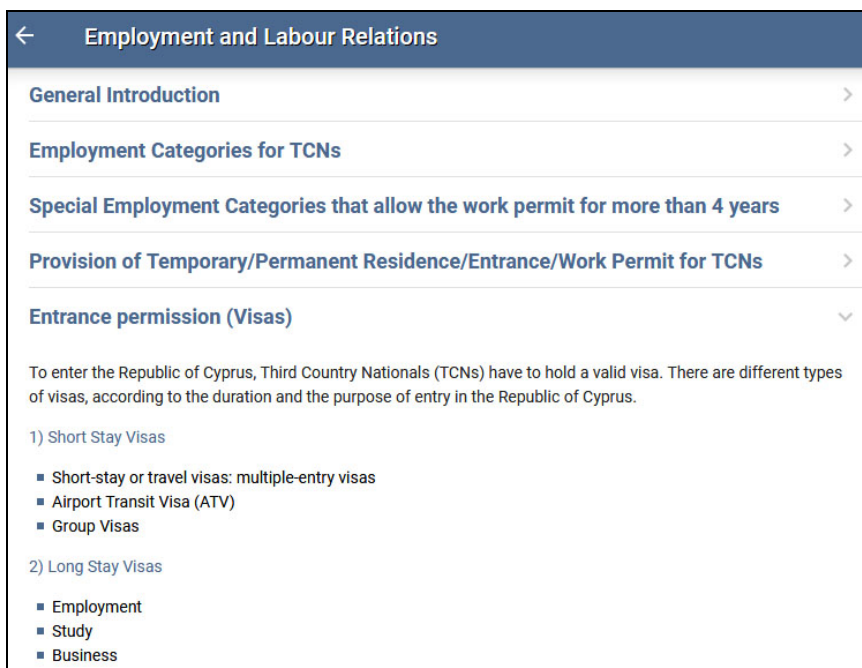 Employment and Labour Relations
General Introduction
Employment Categories for TCNs
Special Employment Categories that allow the work permit for more than 4 years
Provision of Temporary/Permanent Residence/Entrance/Work Permit for TCNs
Entrance permission (Visas)
To enter the Republic of Cyprus, Third Country Nationals (TCNs) have to hold a valid visa. There are different types
of visas, according to the duration and the purpose of entry in the Republic of Cyprus.
1) Short Stay Visas
Short-stay or travel visas: multiple-entry visas
Airport Transit Visa (ATV)
Group Visas
2) Long Stay Visas
Employment
Study
Business